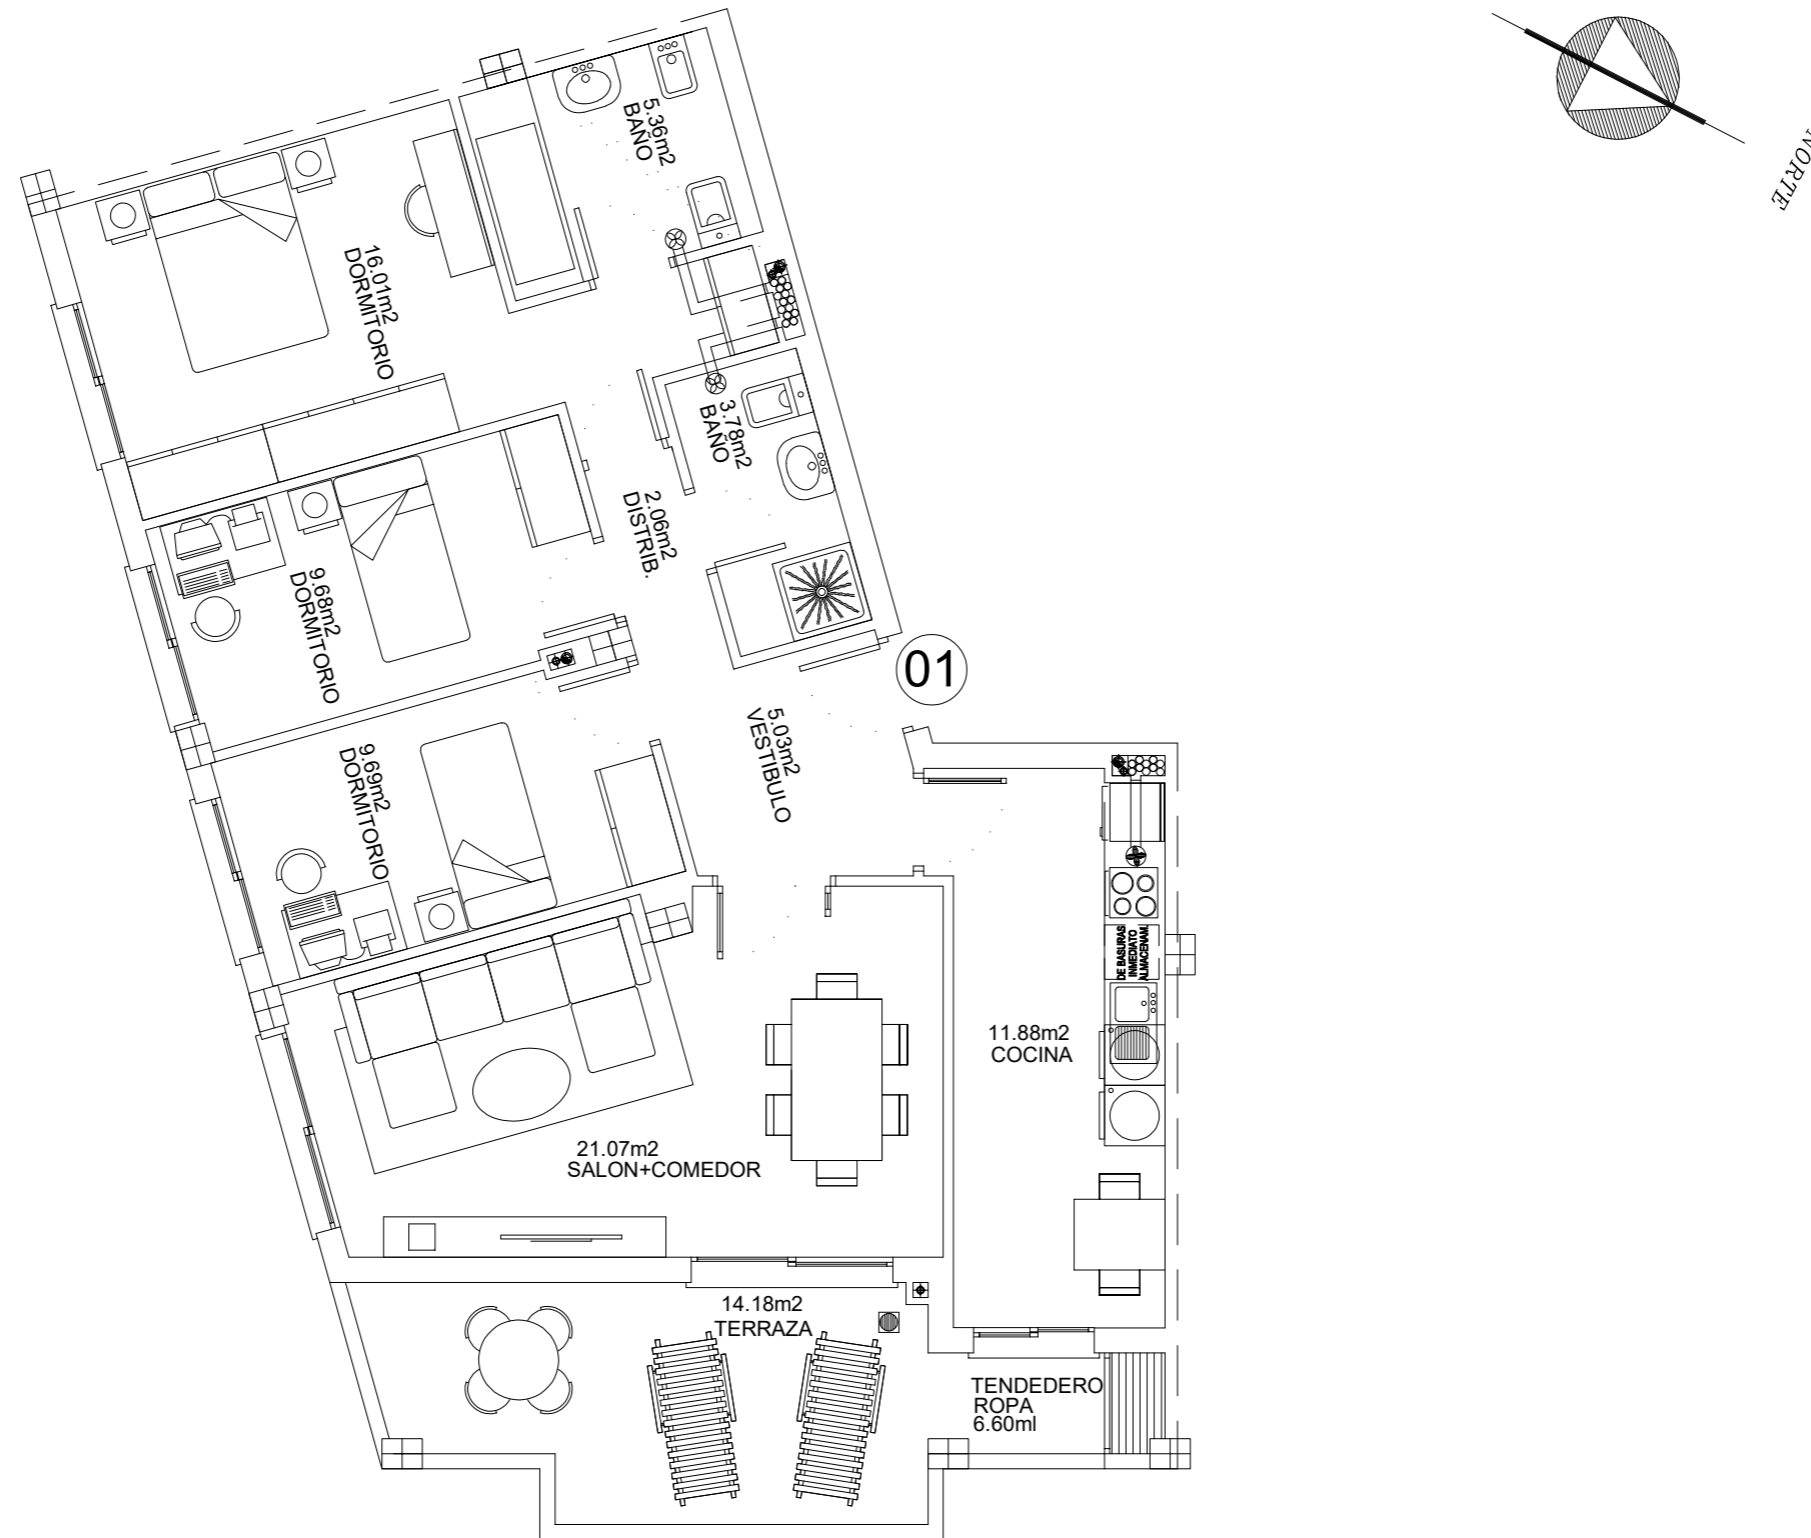 NORTE
5.36m2
BAÑO
16.01m2
DORMITORIO
3.78m2
BAÑO
2.06m2
DISTRIB.
9.68m2
DORMITORIO
01
5.03m2
VESTIBULO
9.69m2
DORMITORIO
DE BASURAS
INMEDIATO
ALMACENAM.
11.88m2
COCINA
21.07m2
SALON+COMEDOR
14.18m2
TERRAZA
TENDEDERO
ROPA
6.60ml